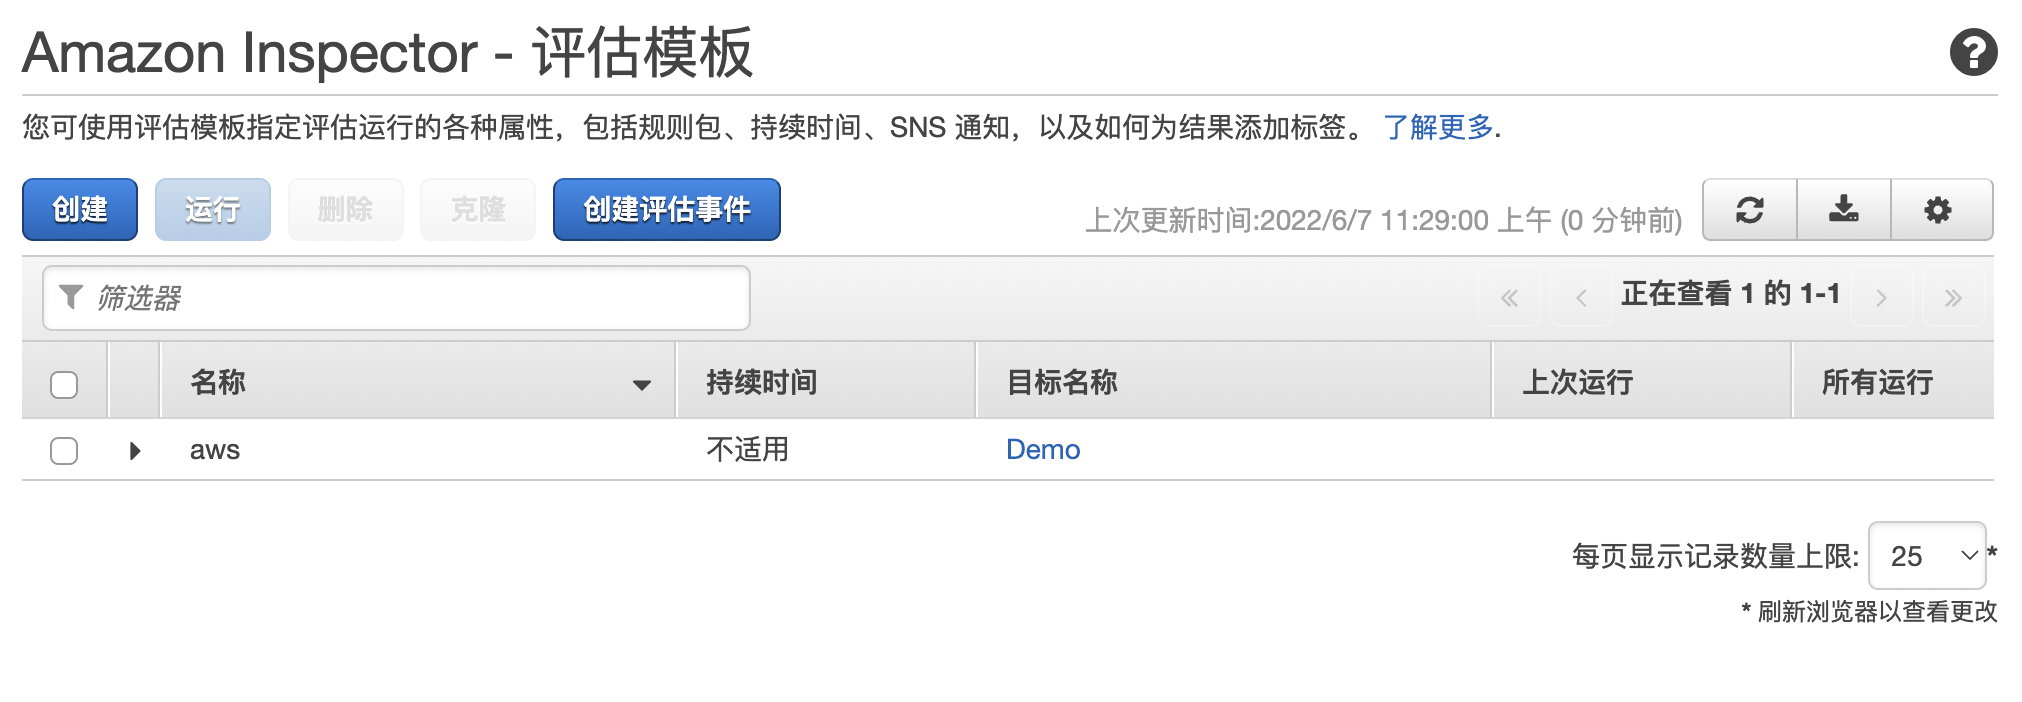 Amazon Inspector - 评估模板
您可使用评估模板指定评估运行的各种属性，包括规则包、持续时间、SNS 通知，以及如何为结果添加标签。 了解更多.
创建 运行 删除 克隆 创建评估事件 上次更新时间:2022/6/7 11:29:00 上午 (0 分钟前)
筛选器 « ‹ 正在查看 1 的 1-1 › »
名称 持续时间 目标名称 上次运行 所有运行
aws 不适用 Demo
每页显示记录数量上限: 25 *
* 刷新浏览器以查看更改